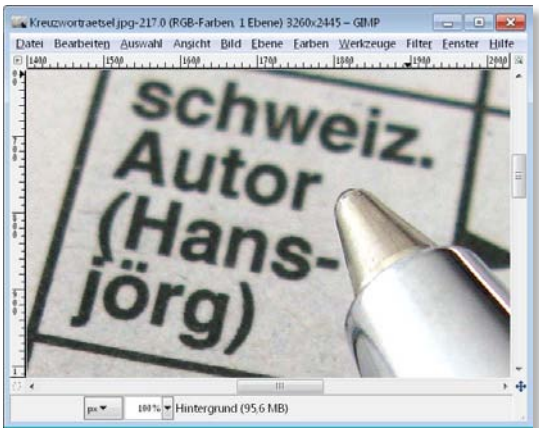 Kreuzwortraetsel.jpg-217.0 (RGB-Farben, 1 Ebene) 3260x2445 – GIMP
Datei Bearbeiten Auswahl Ansicht Bild Ebene Farben Werkzeuge Filter Fenster Hilfe
1400 1500 1600 1700 1800 1900 2000
schweiz.
Autor
(Hans-
jörg)
px 100% Hintergrund (95,6 MB)